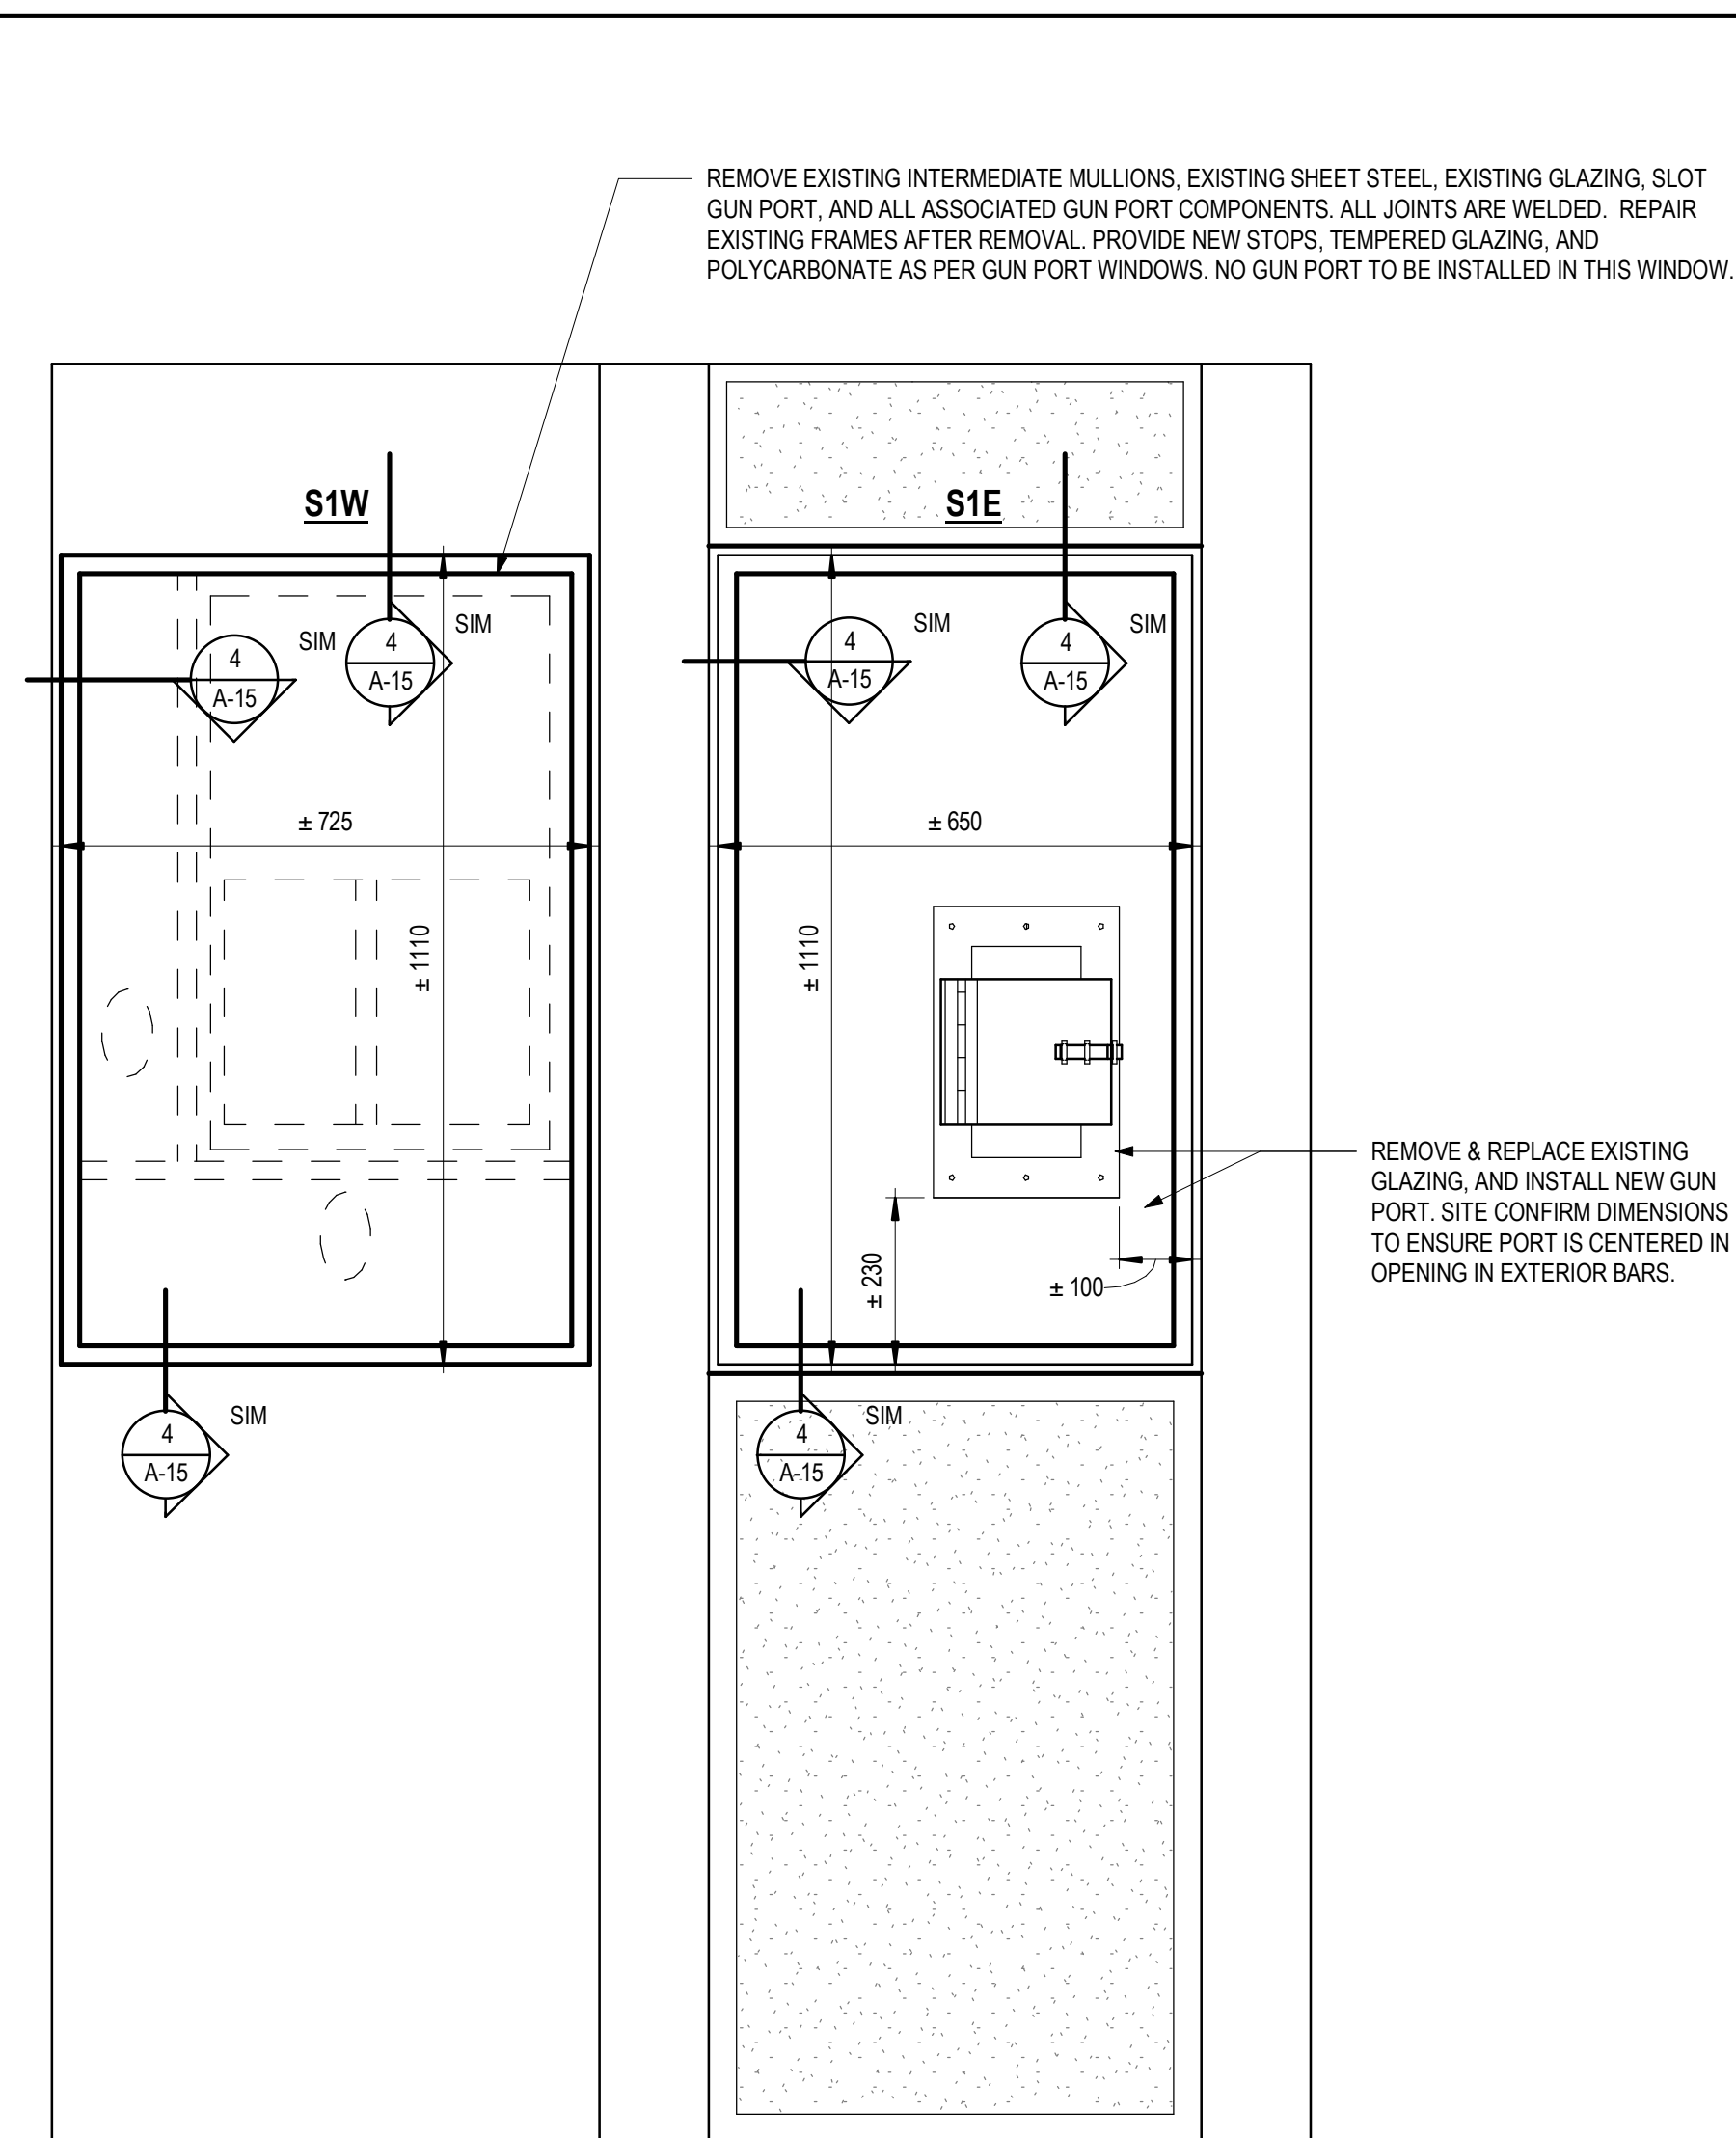 REMOVE EXISTING INTERMEDIATE MULLIONS, EXISTING SHEET STEEL, EXISTING GLAZING, SLOT
GUN PORT, AND ALL ASSOCIATED GUN PORT COMPONENTS. ALL JOINTS ARE WELDED. REPAIR
EXISTING FRAMES AFTER REMOVAL. PROVIDE NEW STOPS, TEMPERED GLAZING, AND
POLYCARBONATE AS PER GUN PORT WINDOWS. NO GUN PORT TO BE INSTALLED IN THIS WINDOW.
S1W
4
A-15
SIM
4
A-15
SIM
± 725
± 1110
4
A-15
SIM
S1E
4
A-15
SIM
4
A-15
SIM
± 650
± 1110
± 230
± 100
4
A-15
SIM
REMOVE & REPLACE EXISTING
GLAZING, AND INSTALL NEW GUN
PORT. SITE CONFIRM DIMENSIONS
TO ENSURE PORT IS CENTERED IN
OPENING IN EXTERIOR BARS.